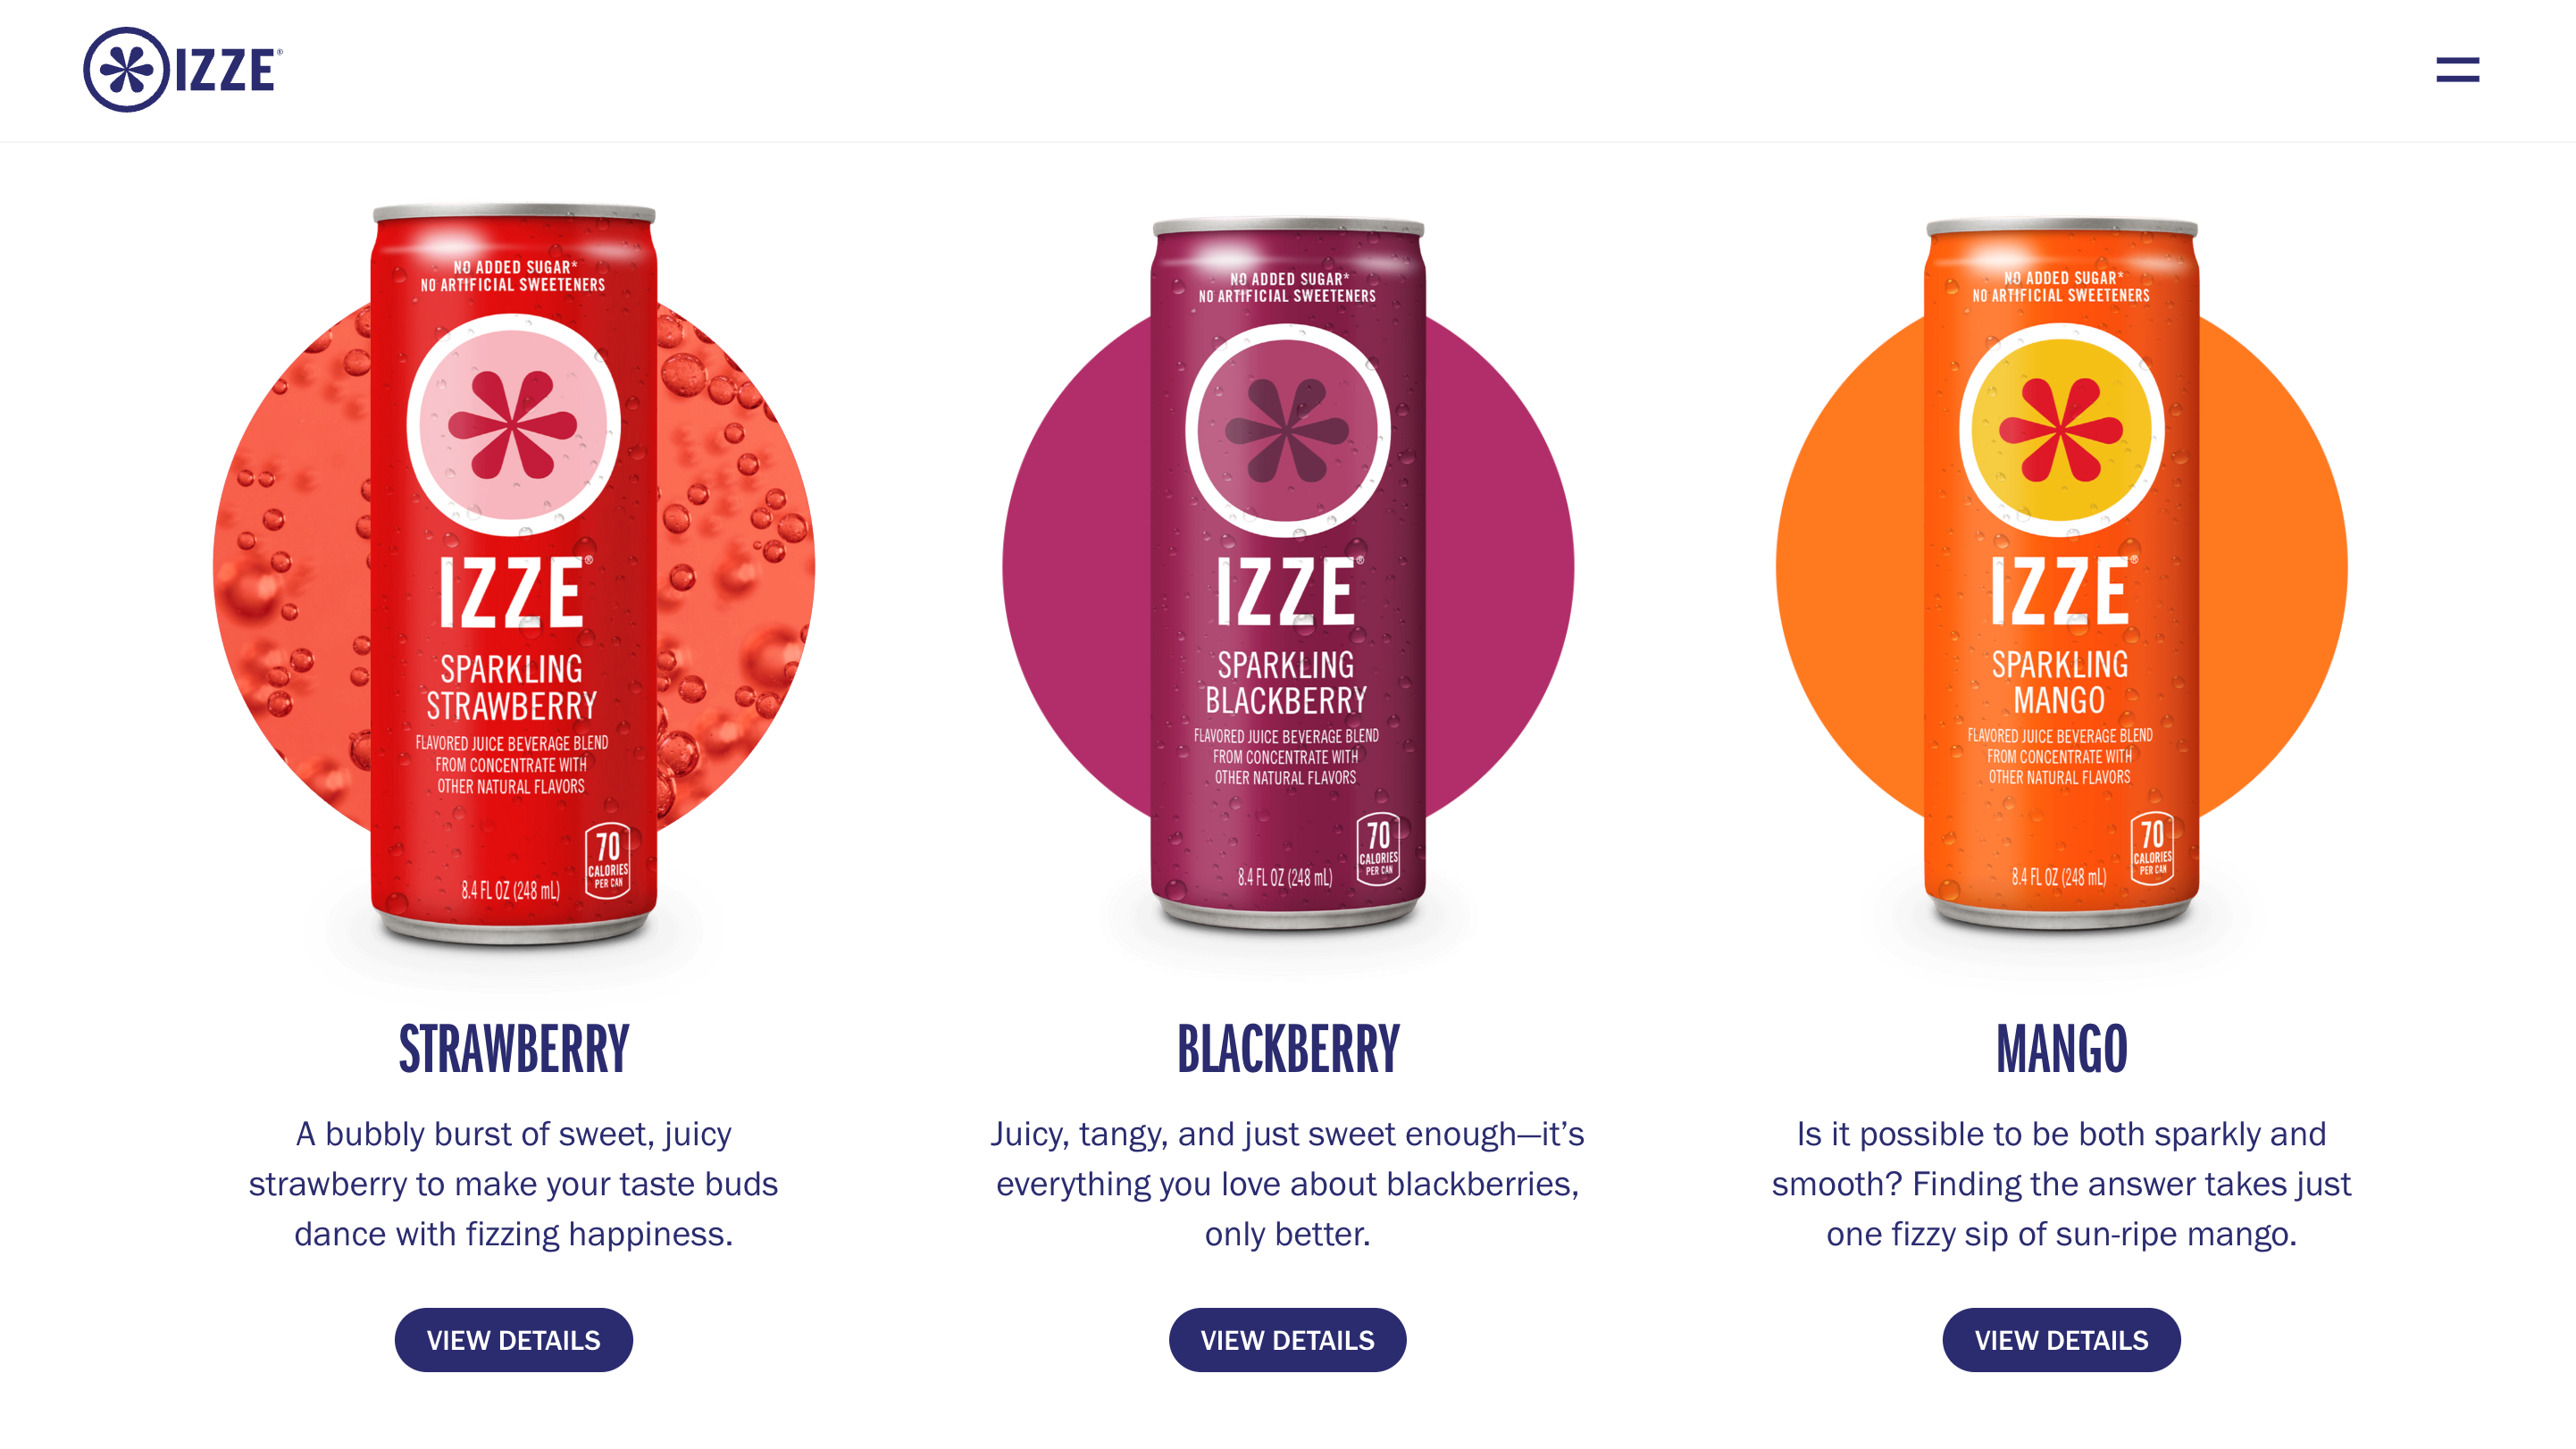 IZZE®
NO ADDED SUGAR*
NO ARTIFICIAL SWEETENERS
IZZE®
SPARKLING
STRAWBERRY
FLAVORED JUICE BEVERAGE BLEND
FROM CONCENTRATE WITH
OTHER NATURAL FLAVORS
70
CALORIES
PER CAN
8.4 FL OZ (248 mL)
NO ADDED SUGAR*
NO ARTIFICIAL SWEETENERS
IZZE®
SPARKLING
BLACKBERRY
FLAVORED JUICE BEVERAGE BLEND
FROM CONCENTRATE WITH
OTHER NATURAL FLAVORS
70
CALORIES
PER CAN
8.4 FL OZ (248 mL)
NO ADDED SUGAR*
NO ARTIFICIAL SWEETENERS
IZZE®
SPARKLING
MANGO
FLAVORED JUICE BEVERAGE BLEND
FROM CONCENTRATE WITH
OTHER NATURAL FLAVORS
70
CALORIES
PER CAN
8.4 FL OZ (248 mL)
STRAWBERRY
A bubbly burst of sweet, juicy
strawberry to make your taste buds
dance with fizzing happiness.
VIEW DETAILS
BLACKBERRY
Juicy, tangy, and just sweet enough—it’s
everything you love about blackberries,
only better.
VIEW DETAILS
MANGO
Is it possible to be both sparkly and
smooth? Finding the answer takes just
one fizzy sip of sun-ripe mango.
VIEW DETAILS